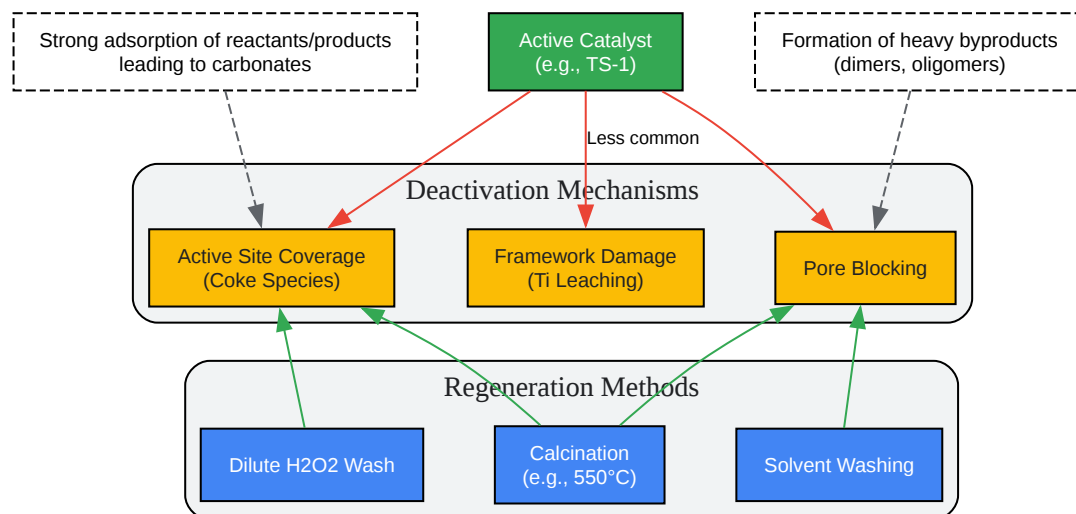 Strong adsorption of reactants/products
leading to carbonates
Active Catalyst
(e.g., TS-1)
Formation of heavy byproducts
(dimers, oligomers)
Less common
Deactivation Mechanisms
Active Site Coverage
(Coke Species)
Framework Damage
(Ti Leaching)
Pore Blocking
Regeneration Methods
Dilute H2O2 Wash
Calcination
(e.g., 550°C)
Solvent Washing